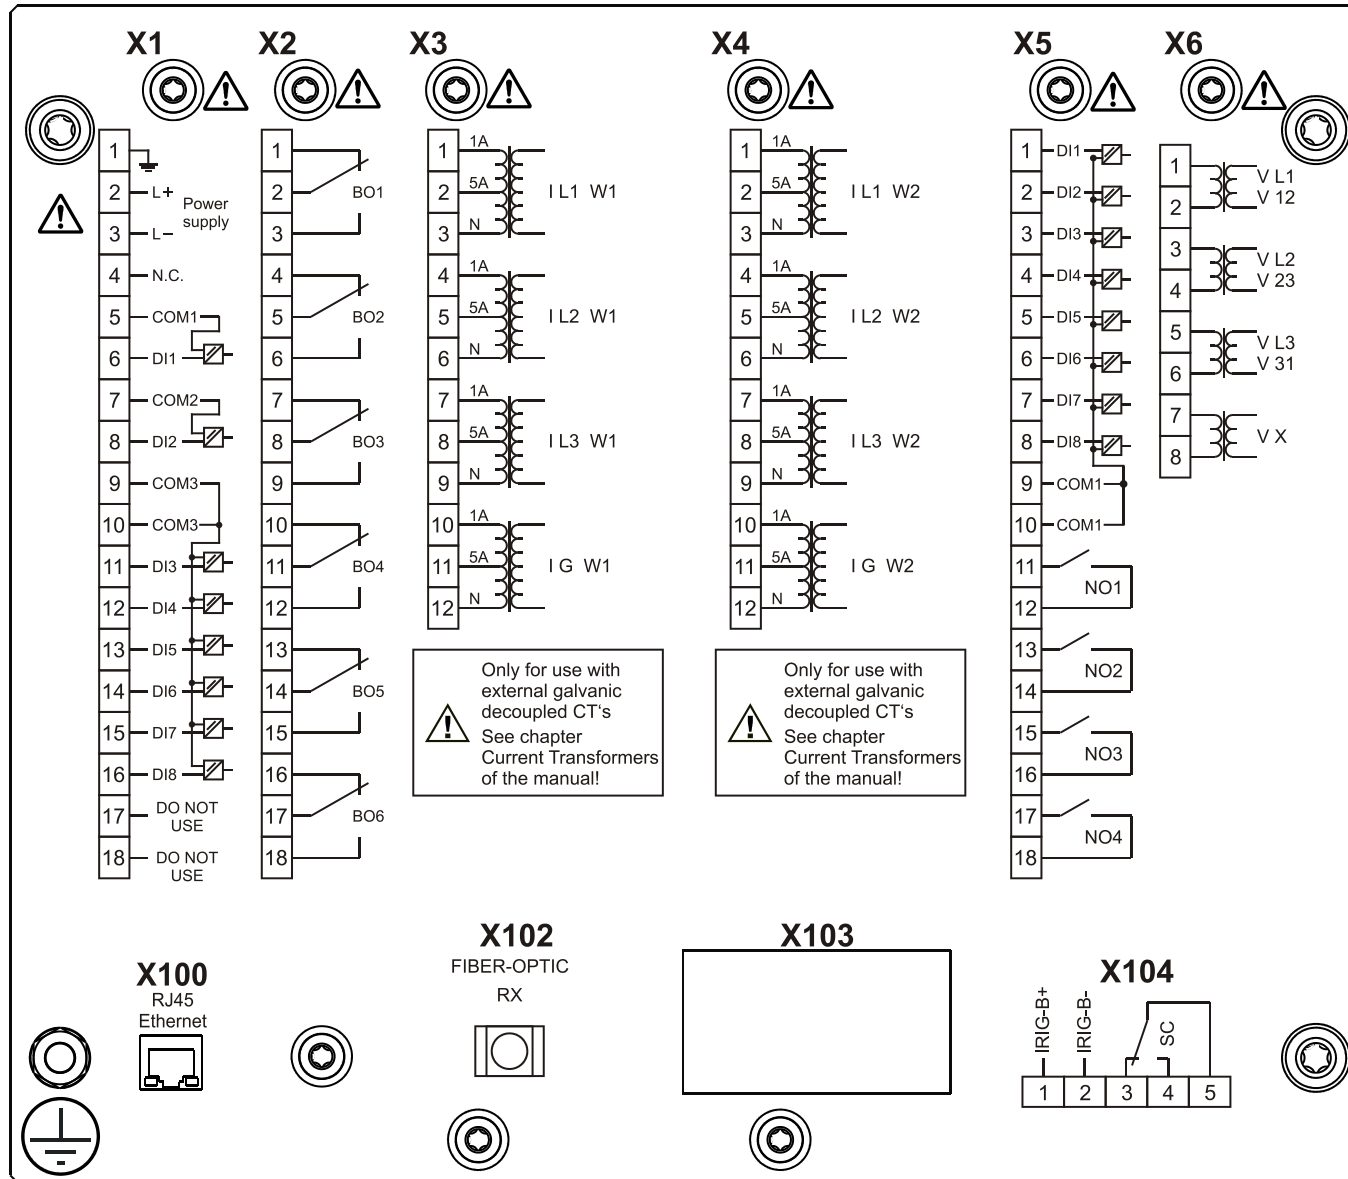 X1
X2
X3
X4
X5
X6
1
2 L+
Power
supply
3 L–
4 N.C.
5 COM1
6 DI1
7 COM2
8 DI2
9 COM3
10 COM3
11 DI3
12 DI4
13 DI5
14 DI6
15 DI7
16 DI8
17 DO NOT
USE
18 DO NOT
USE
1
2 BO1
3
4
5 BO2
6
7
8 BO3
9
10
11 BO4
12
13
14 BO5
15
16
17 BO6
18
1 1A
2 5A I L1 W1
3 N
4 1A
5 5A I L2 W1
6 N
7 1A
8 5A I L3 W1
9 N
10 1A
11 5A I G W1
12 N
Only for use with
external galvanic
decoupled CT‘s
See chapter
Current Transformers
of the manual!
1 1A
2 5A I L1 W2
3 N
4 1A
5 5A I L2 W2
6 N
7 1A
8 5A I L3 W2
9 N
10 1A
11 5A I G W2
12 N
Only for use with
external galvanic
decoupled CT‘s
See chapter
Current Transformers
of the manual!
1 DI1
2 DI2
3 DI3
4 DI4
5 DI5
6 DI6
7 DI7
8 DI8
9 COM1
10 COM1
11
NO1
12
13
NO2
14
15
NO3
16
17
NO4
18
1 V L1
2 V 12
3 V L2
4 V 23
5 V L3
6 V 31
7
V X
8
X100
RJ45
Ethernet
X102
FIBER-OPTIC
RX
X103
X104
IRIG-B+
IRIG-B-
SC
1 2 3 4 5